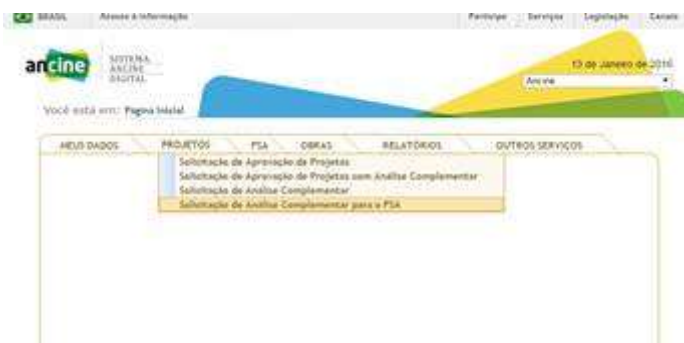 BRASIL Acesso à informação Participe Serviços Legislação Canais
ancine SISTEMA ANCINE DIGITAL
13 de Janeiro de 2016
Ancine
Você está em: Pagina Inicial
MEUS DADOS PROJETOS FSA OBRAS RELATÓRIOS OUTROS SERVIÇOS
Solicitação de Aprovação de Projetos
Solicitação de Aprovação de Projetos com Análise Complementar
Solicitação de Análise Complementar
Solicitação de Análise Complementar para o FSA